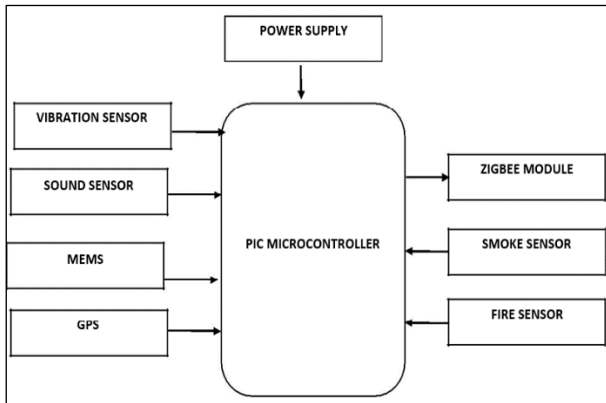 POWER SUPPLY
VIBRATION SENSOR
SOUND SENSOR
MEMS
GPS
PIC MICROCONTROLLER
ZIGBEE MODULE
SMOKE SENSOR
FIRE SENSOR